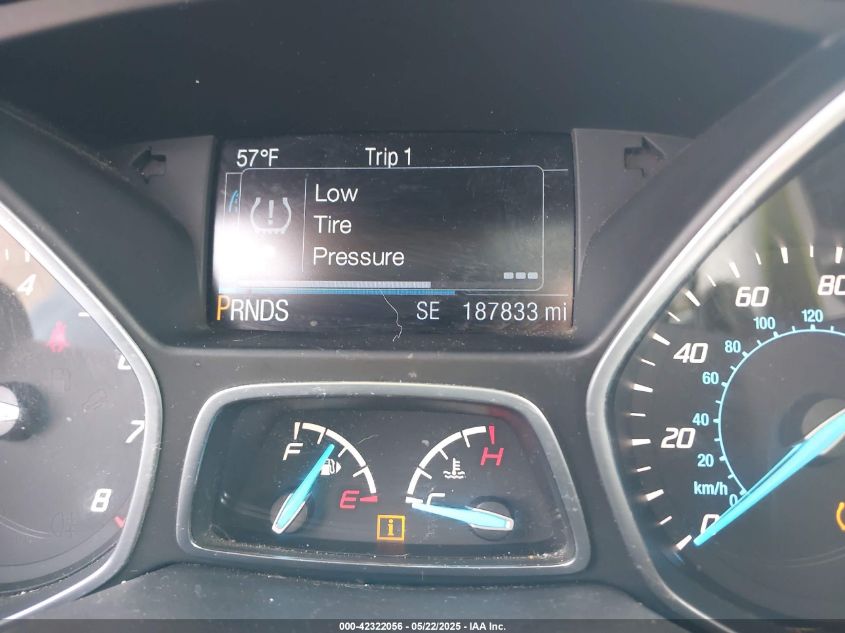 57°F Trip 1
Low
Tire
Pressure
PRNDS SE 187833 mi
4
7
8
F E
C H
i
0 20 40 60 80
km/h 0 20 40 60 80 100 120
000-42322056 - 05/22/2025 - IAA Inc.